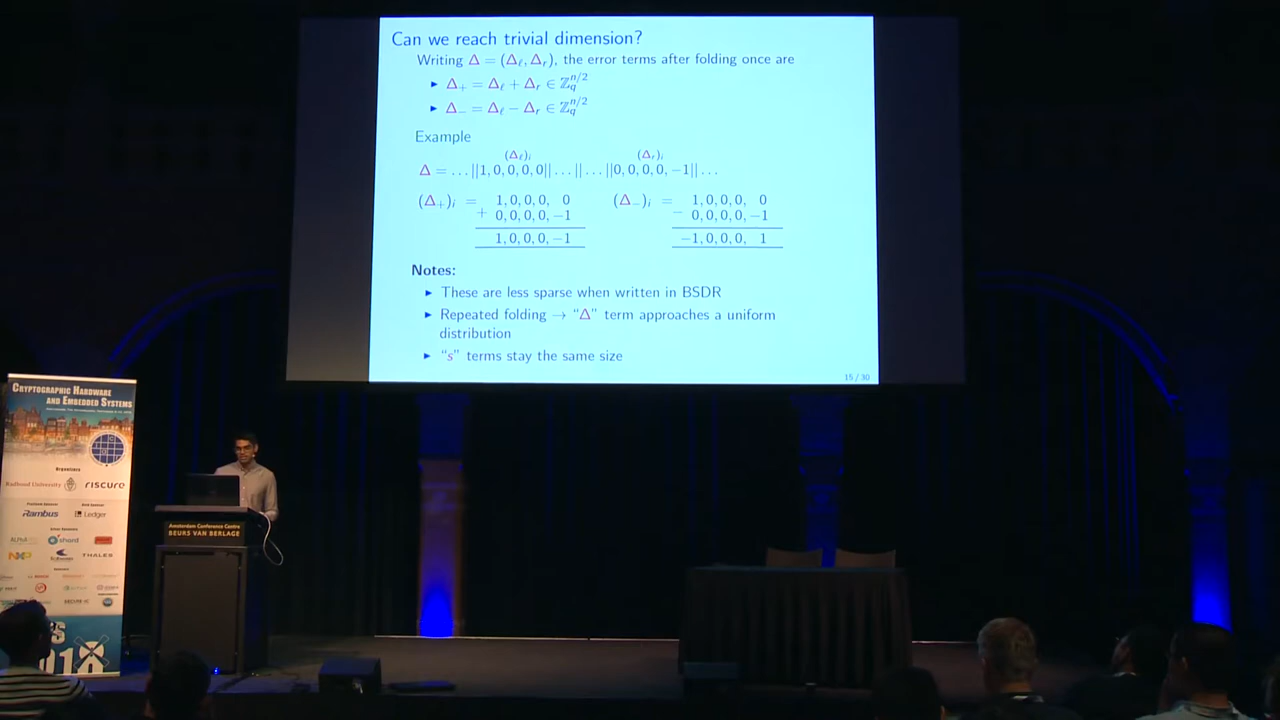 Can we reach trivial dimension?
Writing Δ = (Δℓ, Δr), the error terms after folding once are
► Δ+ = Δℓ + Δr ∈ ℤ_q^{n/2}
► Δ− = Δℓ − Δr ∈ ℤ_q^{n/2}
Example
(Δℓ)i (Δr)i
Δ = ...||1, 0, 0, 0, 0||...||...||0, 0, 0, 0, −1||...
(Δ+)i = 1, 0, 0, 0, 0 (Δ−)i = 1, 0, 0, 0, 0
+ 0, 0, 0, 0, −1 − 0, 0, 0, 0, −1
1, 0, 0, 0, −1 −1, 0, 0, 0, 1
Notes:
► These are less sparse when written in BSDR
► Repeated folding → “Δ” term approaches a uniform
distribution
► “s” terms stay the same size
15 / 30
CRYPTOGRAPHIC HARDWARE
AND EMBEDDED SYSTEMS
Organizers
Radboud University riscure
Rambus Ledger
shord
NXP THALES
Amsterdam Conference Centre
BEURS VAN BERLAGE